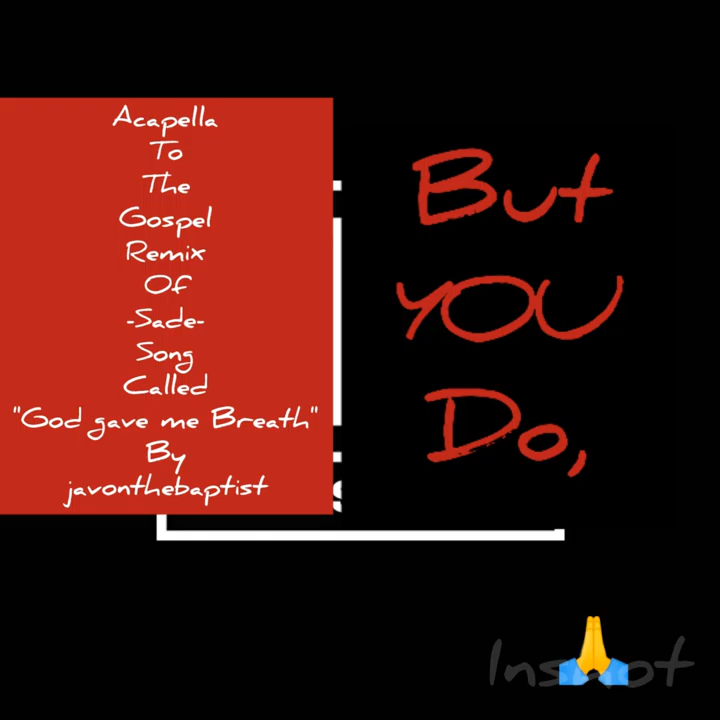 Acapella
To
The
Gospel
Remix
Of
-Sade-
Song
Called
"God gave me Breath"
By
javonthebaptist
But
YOU
Do,